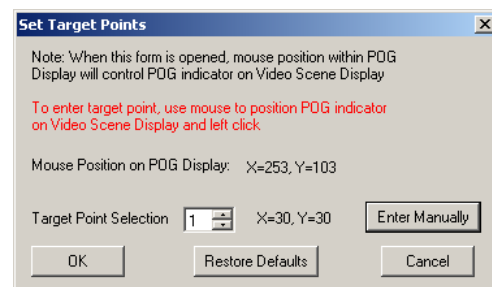 Set Target Points
Note: When this form is opened, mouse position within POG
Display will control POG indicator on Video Scene Display
To enter target point, use mouse to position POG indicator
on Video Scene Display and left click
Mouse Position on POG Display: X=253, Y=103
Target Point Selection 1 X=30, Y=30 Enter Manually
OK Restore Defaults Cancel